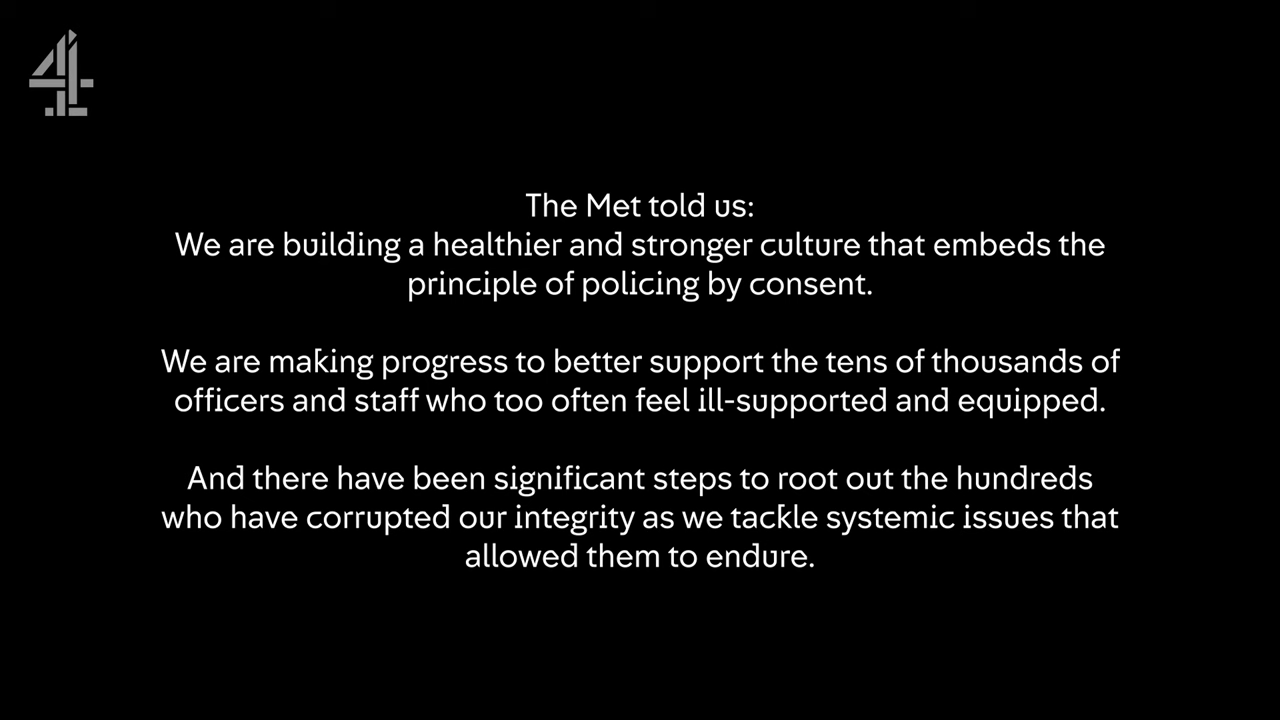 4
The Met told us:
We are building a healthier and stronger culture that embeds the
principle of policing by consent.
We are making progress to better support the tens of thousands of
officers and staff who too often feel ill-supported and equipped.
And there have been significant steps to root out the hundreds
who have corrupted our integrity as we tackle systemic issues that
allowed them to endure.